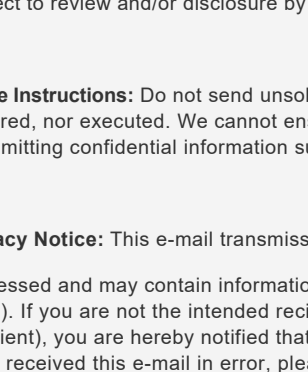 ect to review and/or disclosure by
e Instructions: Do not send unsol
red, nor executed. We cannot en
mitting confidential information su
acy Notice: This e-mail transmiss
essed and may contain informatio
). If you are not the intended reci
ient), you are hereby notified that
received this e-mail in error, plea